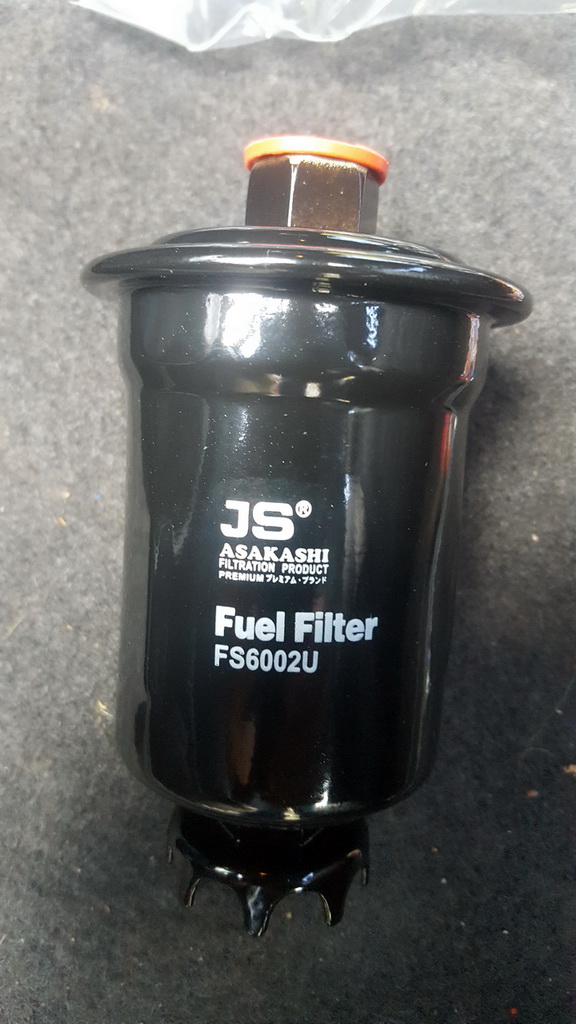 JS®
ASAKASHI
FILTRATION PRODUCT
PREMIUM プレミアム・ブランド
Fuel Filter
FS6002U